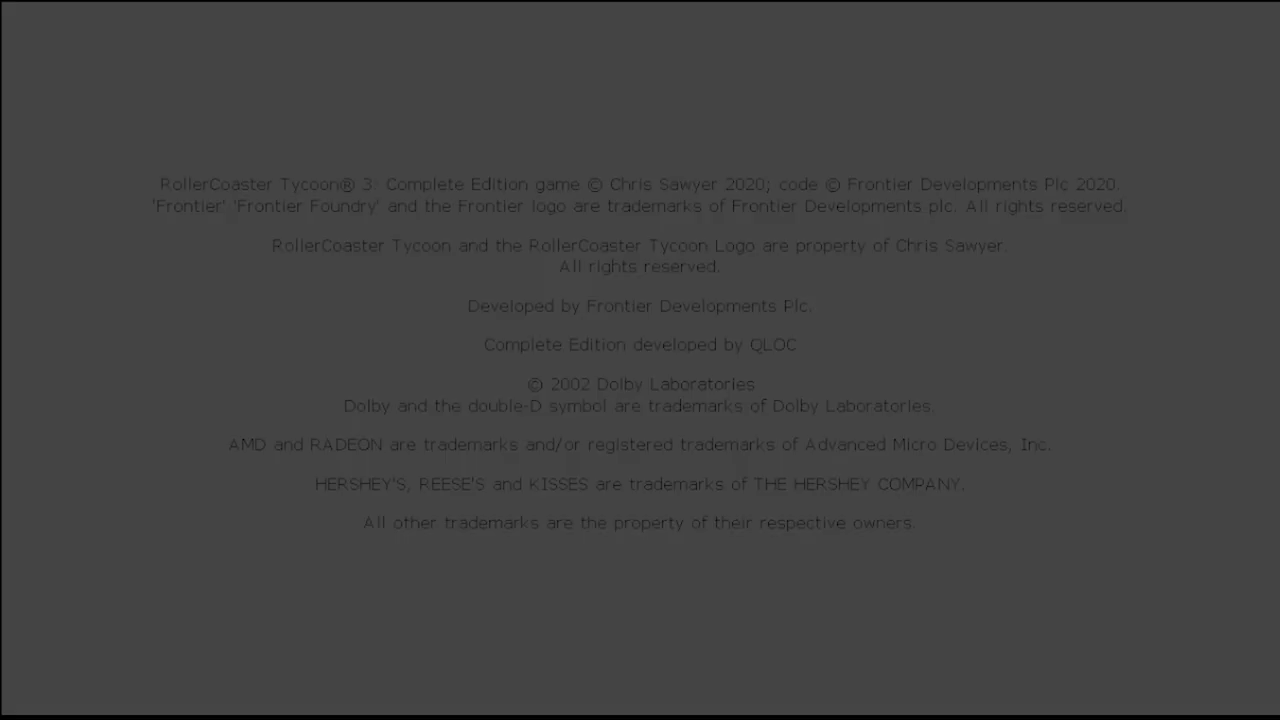 RollerCoaster Tycoon® 3: Complete Edition game © Chris Sawyer 2020; code © Frontier Developments Plc 2020.
'Frontier' 'Frontier Foundry' and the Frontier logo are trademarks of Frontier Developments plc. All rights reserved.
RollerCoaster Tycoon and the RollerCoaster Tycoon Logo are property of Chris Sawyer.
All rights reserved.
Developed by Frontier Developments Plc.
Complete Edition developed by QLOC
© 2002 Dolby Laboratories
Dolby and the double-D symbol are trademarks of Dolby Laboratories.
AMD and RADEON are trademarks and/or registered trademarks of Advanced Micro Devices, Inc.
HERSHEY'S, REESE'S and KISSES are trademarks of THE HERSHEY COMPANY.
All other trademarks are the property of their respective owners.